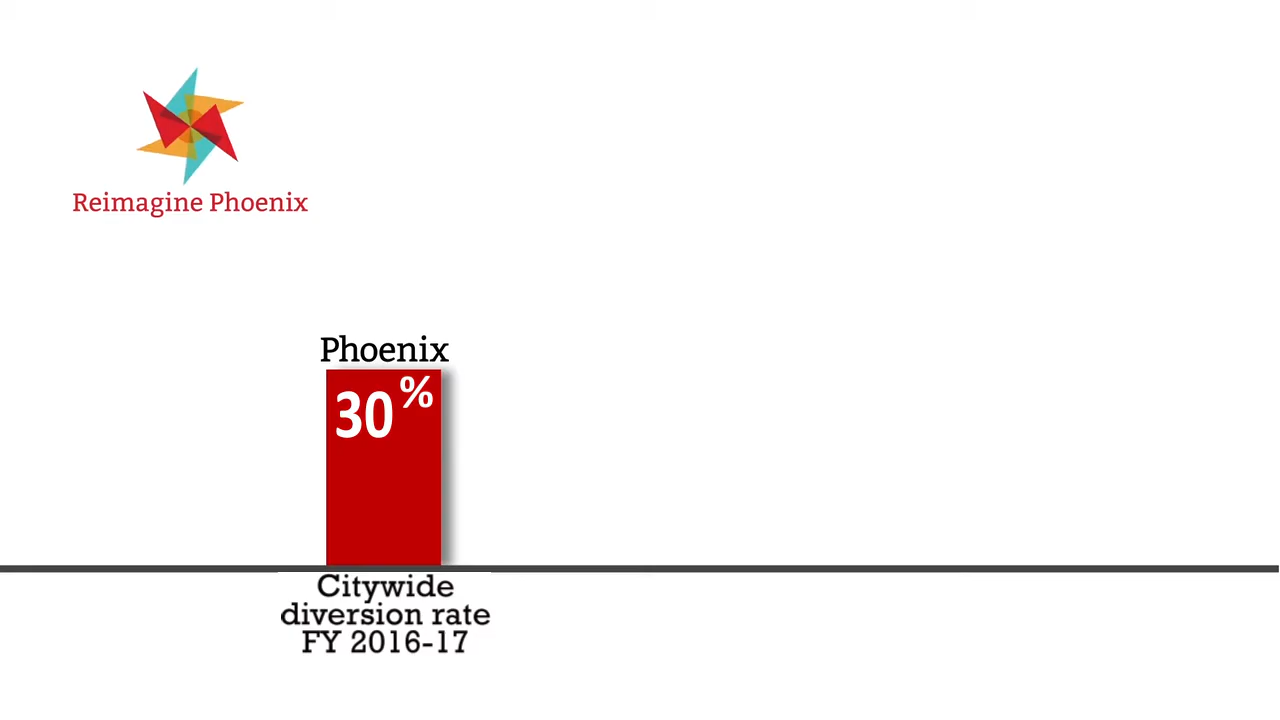 Reimagine Phoenix
Phoenix
30%
Citywide
diversion rate
FY 2016-17